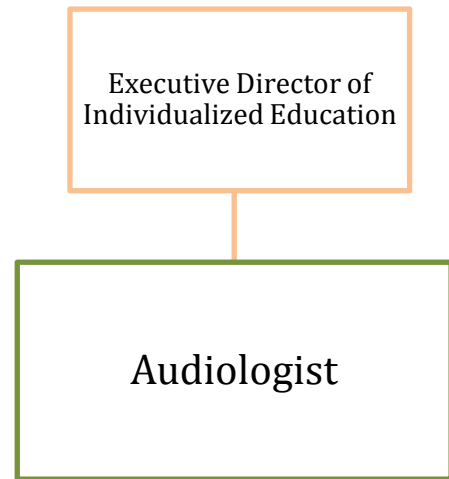 Executive Director of
Individualized Education
Audiologist